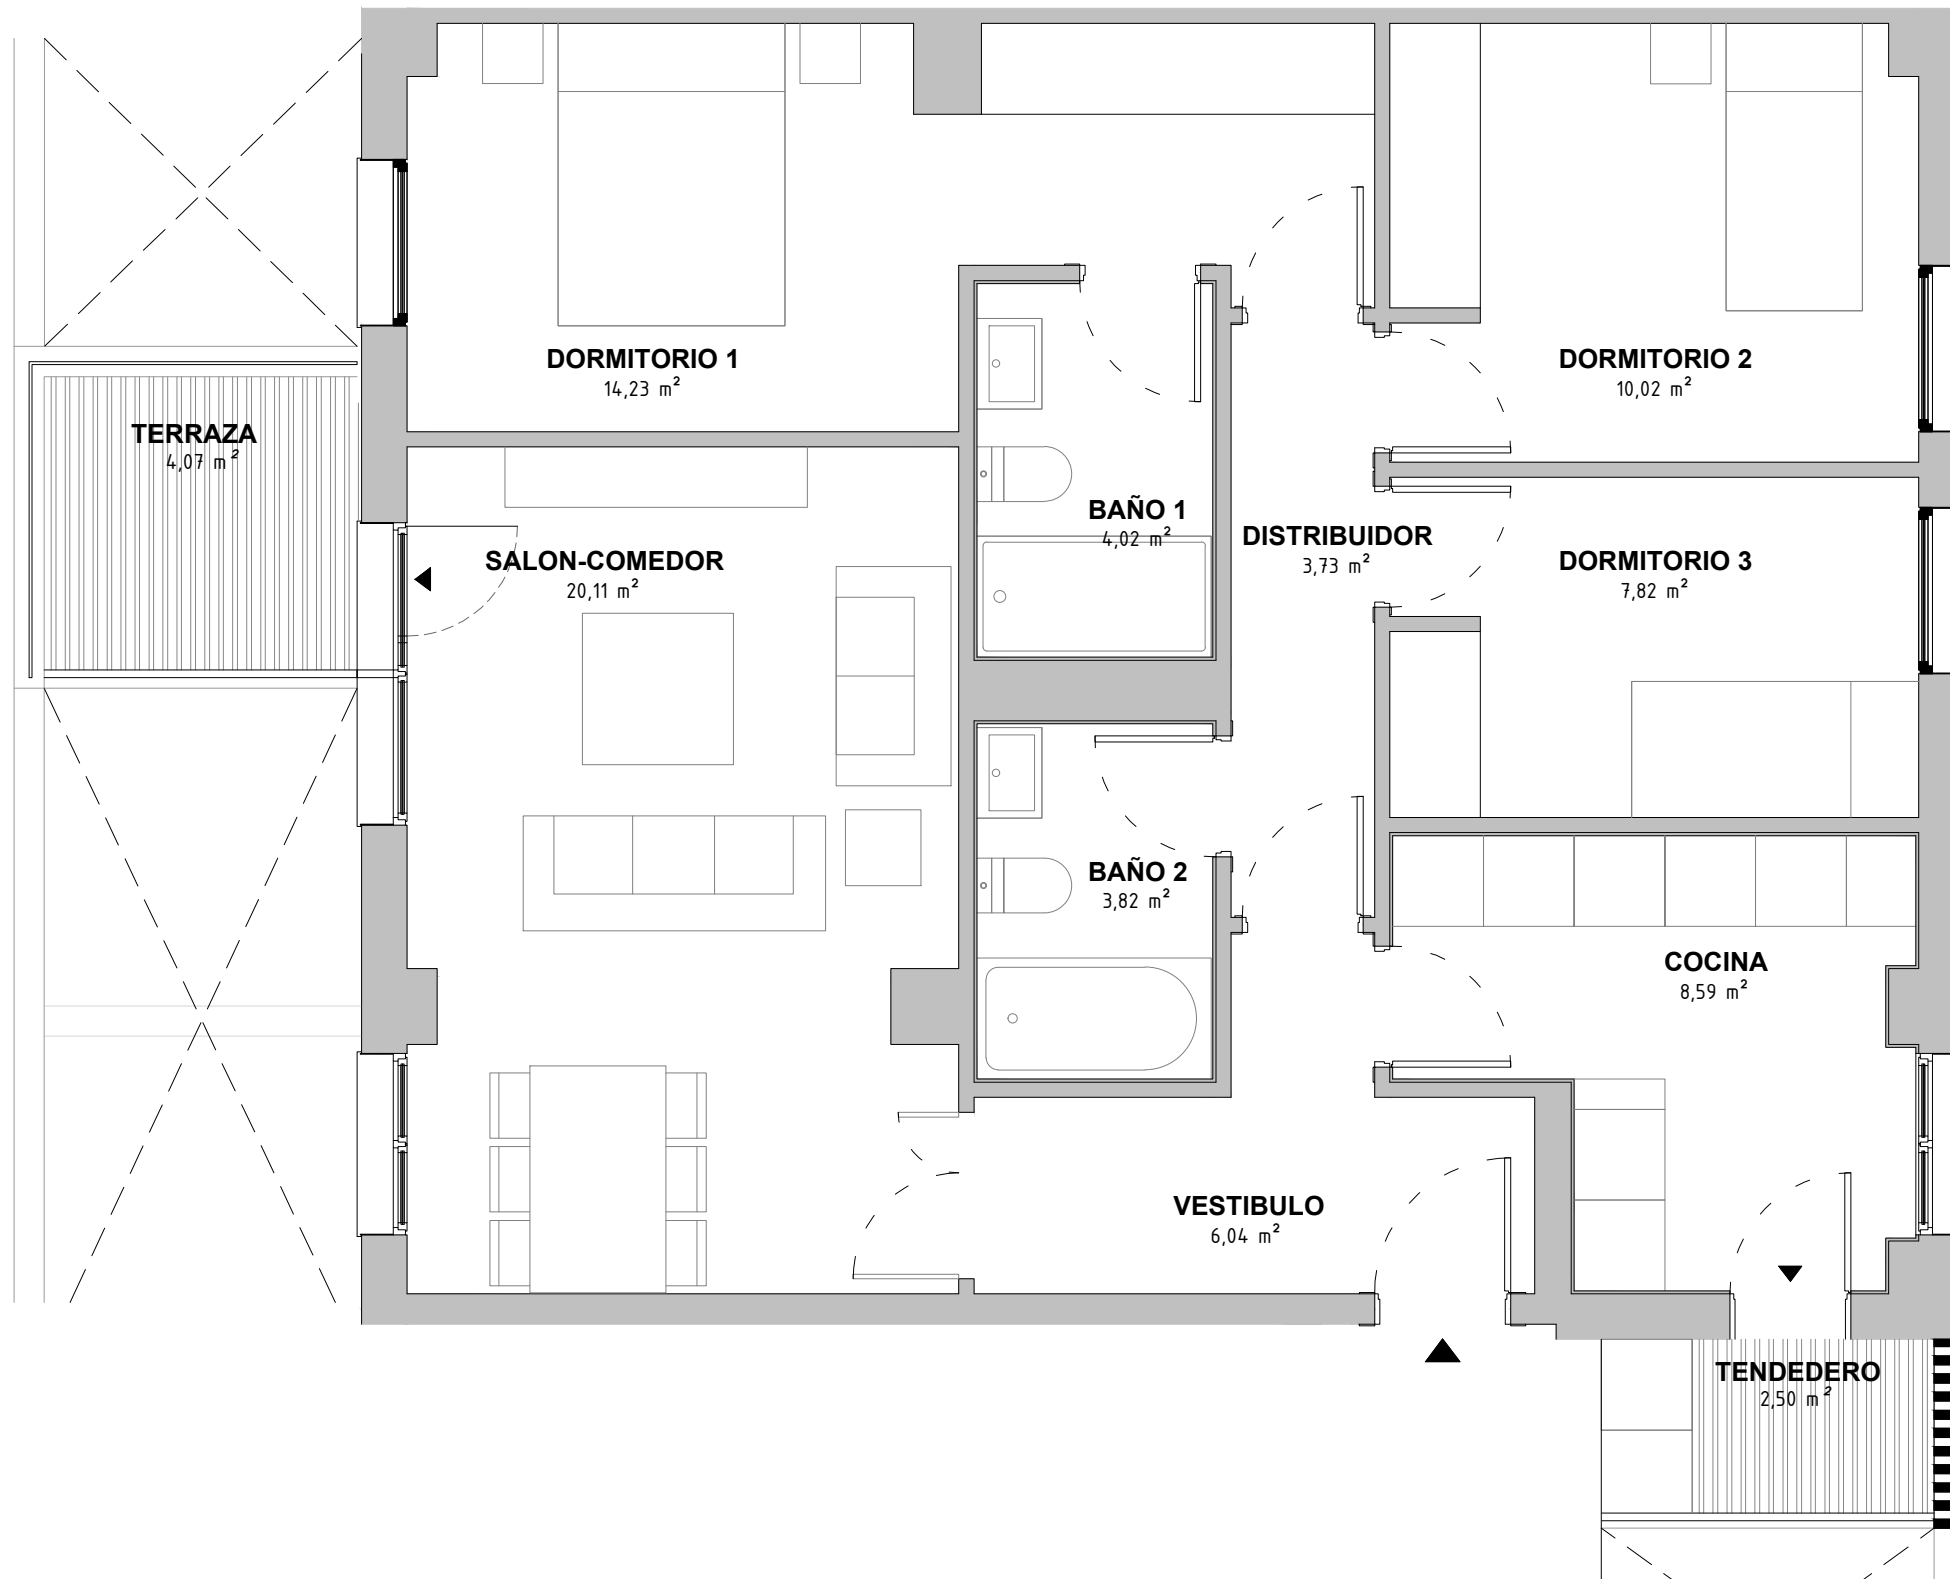 DORMITORIO 1
14,23 m²
DORMITORIO 2
10,02 m²
TERRAZA
4,07 m²
BAÑO 1
4,02 m²
DISTRIBUIDOR
3,73 m²
SALON-COMEDOR
20,11 m²
DORMITORIO 3
7,82 m²
BAÑO 2
3,82 m²
COCINA
8,59 m²
VESTIBULO
6,04 m²
TENDEDERO
2,50 m²